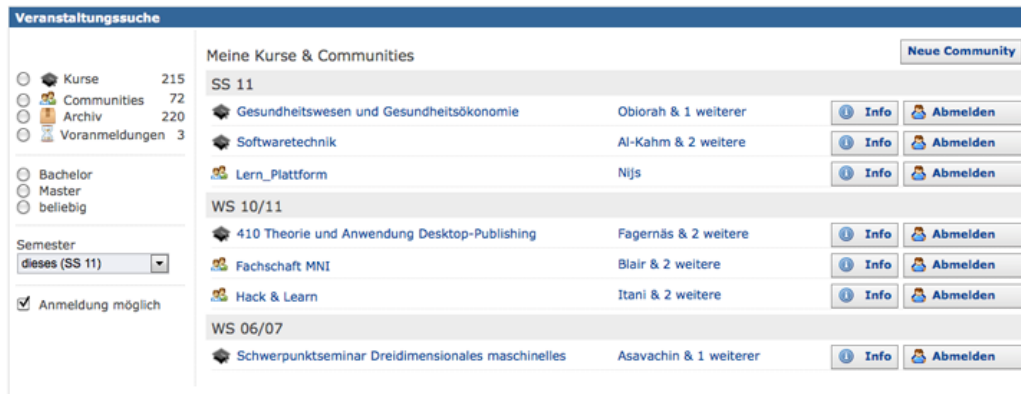 Veranstaltungssuche
Kurse 215
Communities 72
Archiv 220
Voranmeldungen 3
Bachelor
Master
beliebig
Semester
dieses (SS 11)
Anmeldung möglich
Meine Kurse & Communities
Neue Community
SS 11
Gesundheitswesen und Gesundheitsökonomie Obiorah & 1 weiterer Info Abmelden
Softwaretechnik Al-Kahm & 2 weitere Info Abmelden
Lern_Plattform Nijs Info Abmelden
WS 10/11
410 Theorie und Anwendung Desktop-Publishing Fagernäs & 2 weitere Info Abmelden
Fachschaft MNI Blair & 2 weitere Info Abmelden
Hack & Learn Itani & 2 weitere Info Abmelden
WS 06/07
Schwerpunktseminar Dreidimensionales maschinelles Asavachin & 1 weiterer Info Abmelden